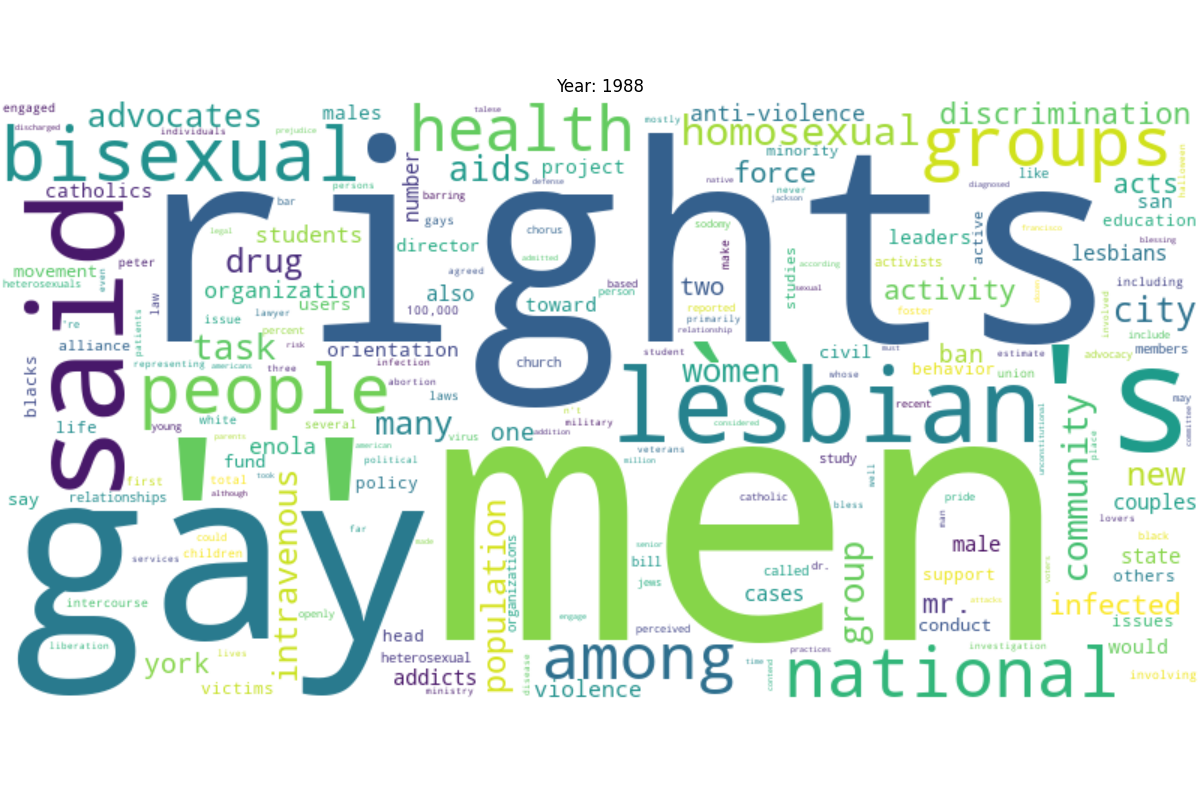 Year: 1988
engaged
discharged
advocates
individuals
males
prejudice
talese
health
mostly
anti-violence
homosexual
discrimination
groups
bisexual
aids
project
defense
minority
force
native
never
jackson
like
diagnosed
acts
san
education
halloween
catholics
persons
number
barring
said
rights
bar
gays
chorus
sodomy
make
legal
students
director
admitted
studies
leaders
active
francisco
lesbians
blessing
movement
heterosexuals
even
peter
drug
agreed
based
person
according
activists
including
law
organization
users
also
100,000
toward
two
sexual
reported
primarily
relationship
activity
foster
city
involved
include
're
alliance
patients
issue
lawyer
percent
task
risk
orientation
infection
church
student
civil
whose
must
ban
estimate
advocacy
members
representing
americans
three
abortion
laws
women
behavior
union
blacks
people
lesbian
's
life
young
white
several
many
n't
military
one
addition
considered
recent
may
committee
unconstitutional
community
place
parents
enola
american
virus
veterans
million
study
well
''
fund
political
first
total
took
policy
say
relationships
although
intravenous
catholic
bless
pride
new
couples
lovers
gay
men
far
could
children
services
made
population
organizations
senior
bill
jews
called
dr.
cases
group
man
male
black
state
others
voters
support
intercourse
openly
engage
mr.
attacks
conduct
infected
issues
liberation
lives
head
perceived
investigation
would
york
heterosexual
addicts
ministry
victims
disease
among
violence
time
contend
practices
national
involving